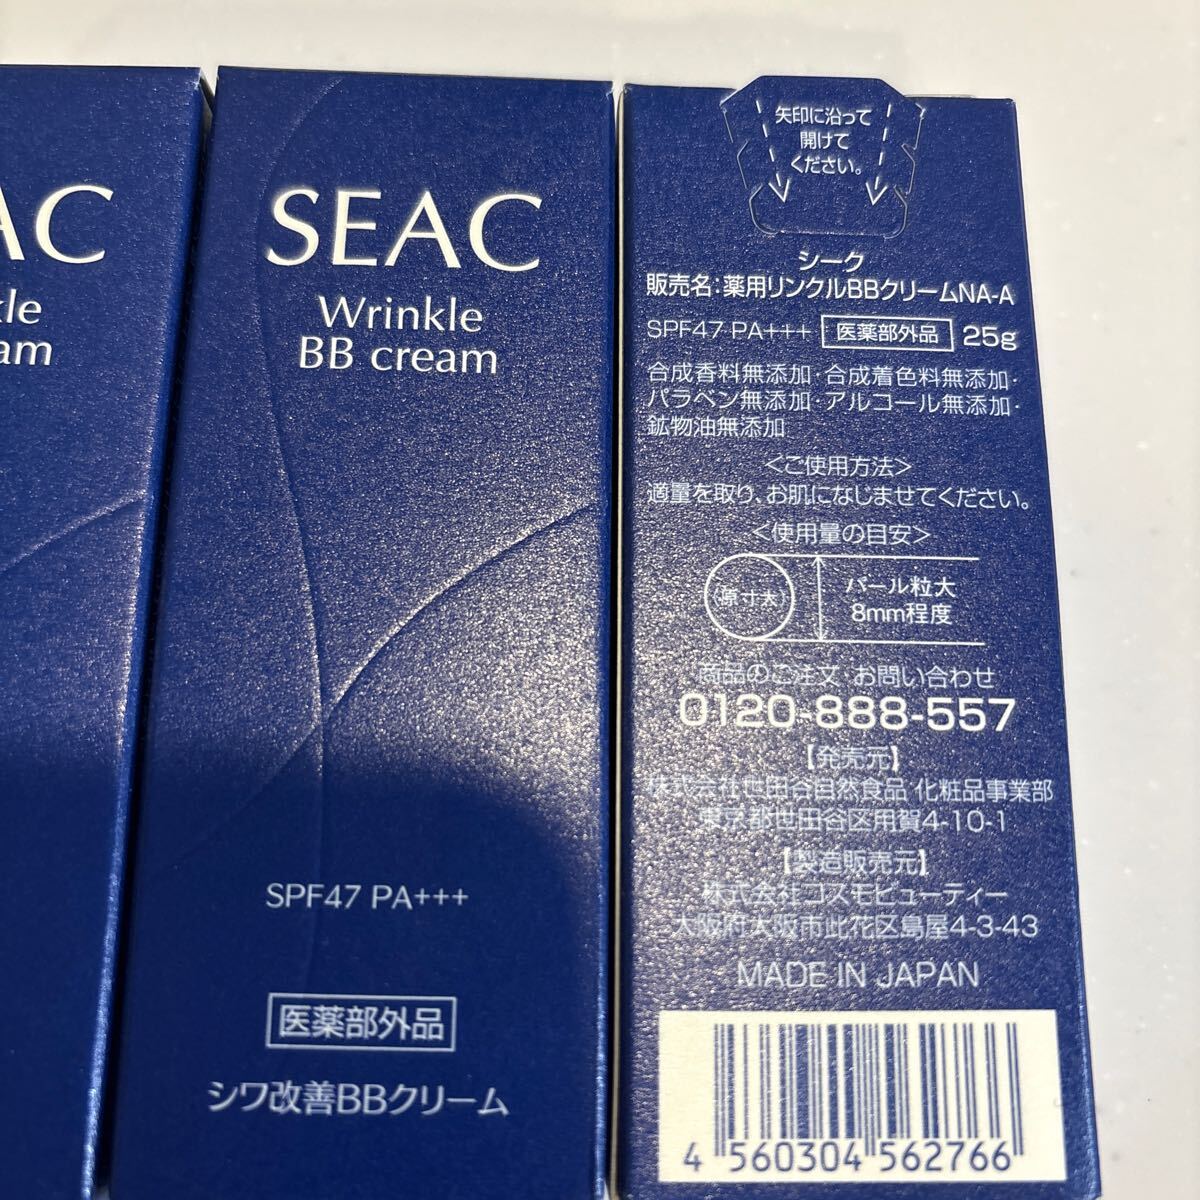 AC
kle
am
SEAC
Wrinkle
BB cream
SPF47 PA+++
医薬部外品
シワ改善BBクリーム
矢印に沿って
開けて
ください。
シーク
販売名:薬用リンクルBBクリームNA-A
SPF47 PA+++ 医薬部外品 25g
合成香料無添加・合成着色料無添加・
パラベン無添加・アルコール無添加・
鉱物油無添加
<ご使用方法>
適量を取り、お肌になじませてください。
<使用量の目安>
(原寸大)
パール粒大
8mm程度
商品のご注文・お問い合わせ
0120-888-557
【発売元】
株式会社世田谷自然食品 化粧品事業部
東京都世田谷区用賀4-10-1
【製造販売元】
株式会社コスモビューティー
大阪府大阪市此花区島屋4-3-43
MADE IN JAPAN
4 560304 562766